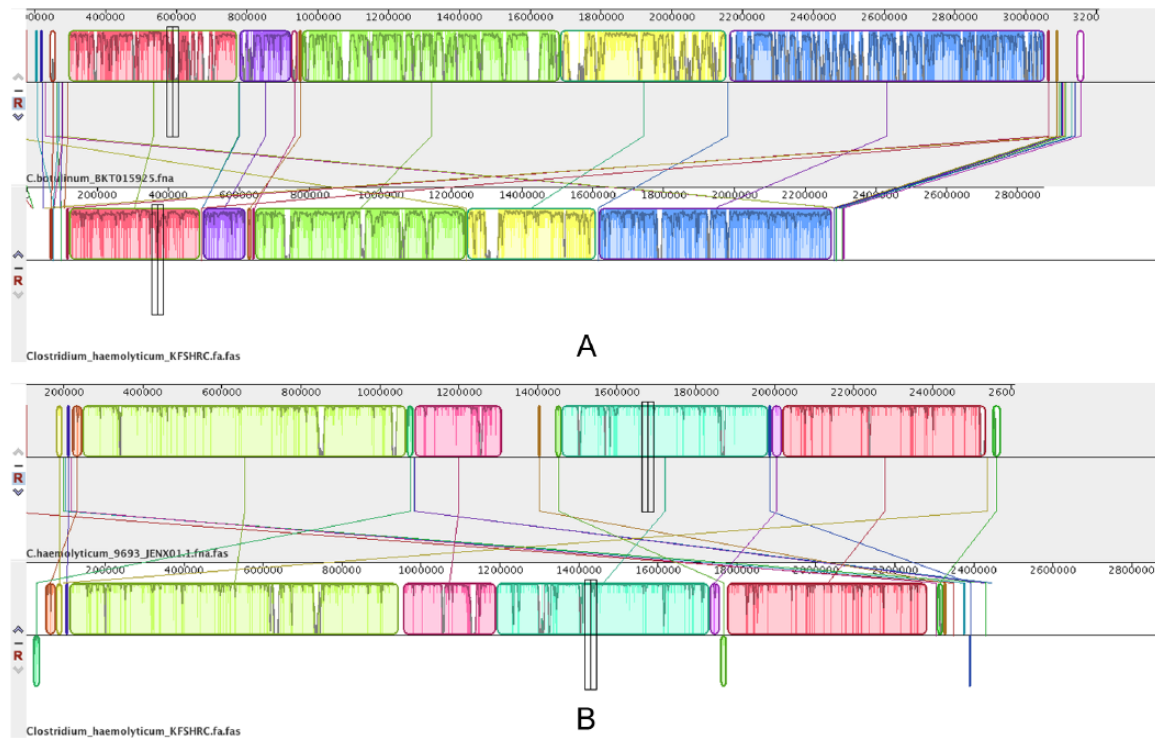 00000 200000 400000 600000 800000 1000000 1200000 1400000 1600000 1800000 2000000 2200000 2400000 2600000 2800000 3000000 3200
R
C.botulinum_BKT015925.fna
200000 400000 600000 800000 1000000 1200000 1400000 1600000 1800000 2000000 2200000 2400000 2600000 2800000
R
A
Clostridium_haemolyticum_KFSHRC.fa.fas
200000 400000 600000 800000 1000000 1200000 1400000 1600000 1800000 2000000 2200000 2400000 2600
R
C.haemolyticum_9693_JENX01.1.fna.fas
200000 400000 600000 800000 1000000 1200000 1400000 1600000 1800000 2000000 2200000 2400000 2600000 2800000
R
B
Clostridium_haemolyticum_KFSHRC.fa.fas